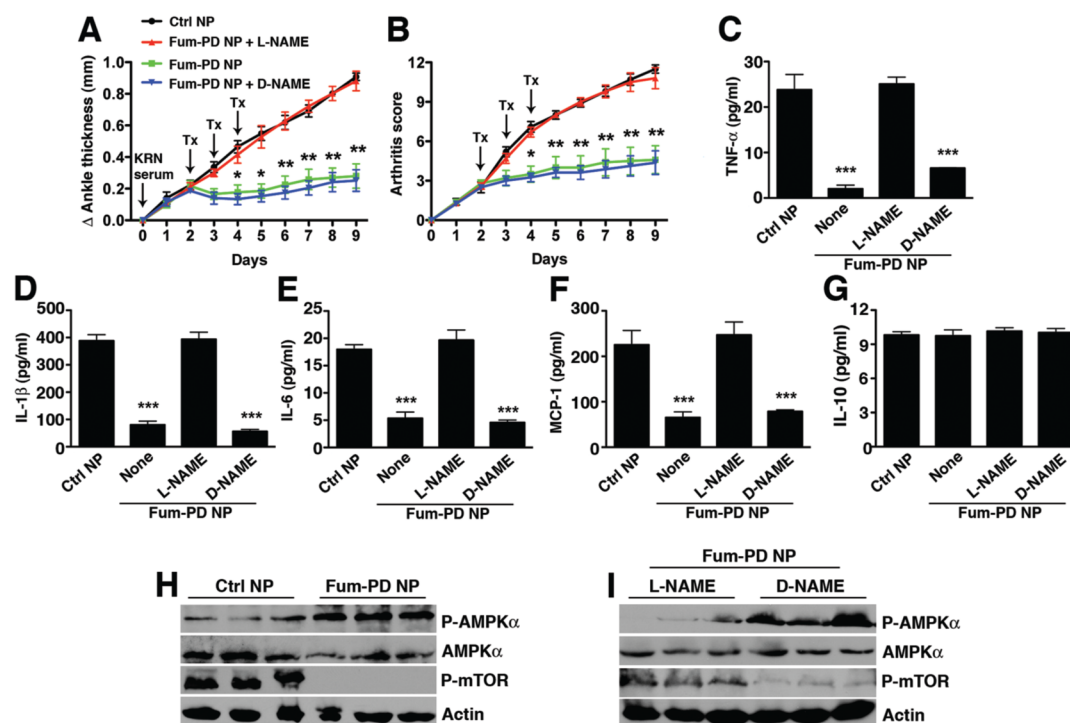 A
Ctrl NP
Fum-PD NP + L-NAME
Fum-PD NP
Fum-PD NP + D-NAME
Δ Ankle thickness (mm)
1.0
0.8
0.6
0.4
0.2
0.0
KRN
serum
Tx
Tx
Tx
*
*
**
**
**
**
0 1 2 3 4 5 6 7 8 9
Days
B
Arthritis score
12
9
6
3
0
Tx
Tx
Tx
*
**
**
**
**
**
0 1 2 3 4 5 6 7 8 9
Days
C
TNF-α (pg/ml)
30
20
10
0
***
***
Ctrl NP
None
L-NAME
D-NAME
Fum-PD NP
D
IL-1β (pg/ml)
500
400
300
200
100
0
***
***
Ctrl NP
None
L-NAME
D-NAME
Fum-PD NP
E
IL-6 (pg/ml)
25
20
15
10
5
0
***
***
Ctrl NP
None
L-NAME
D-NAME
Fum-PD NP
F
MCP-1 (pg/ml)
300
200
100
0
***
***
Ctrl NP
None
L-NAME
D-NAME
Fum-PD NP
G
IL-10 (pg/ml)
12
9
6
3
0
Ctrl NP
None
L-NAME
D-NAME
Fum-PD NP
H
Ctrl NP Fum-PD NP
P-AMPKα
AMPKα
P-mTOR
Actin
I
Fum-PD NP
L-NAME D-NAME
P-AMPKα
AMPKα
P-mTOR
Actin